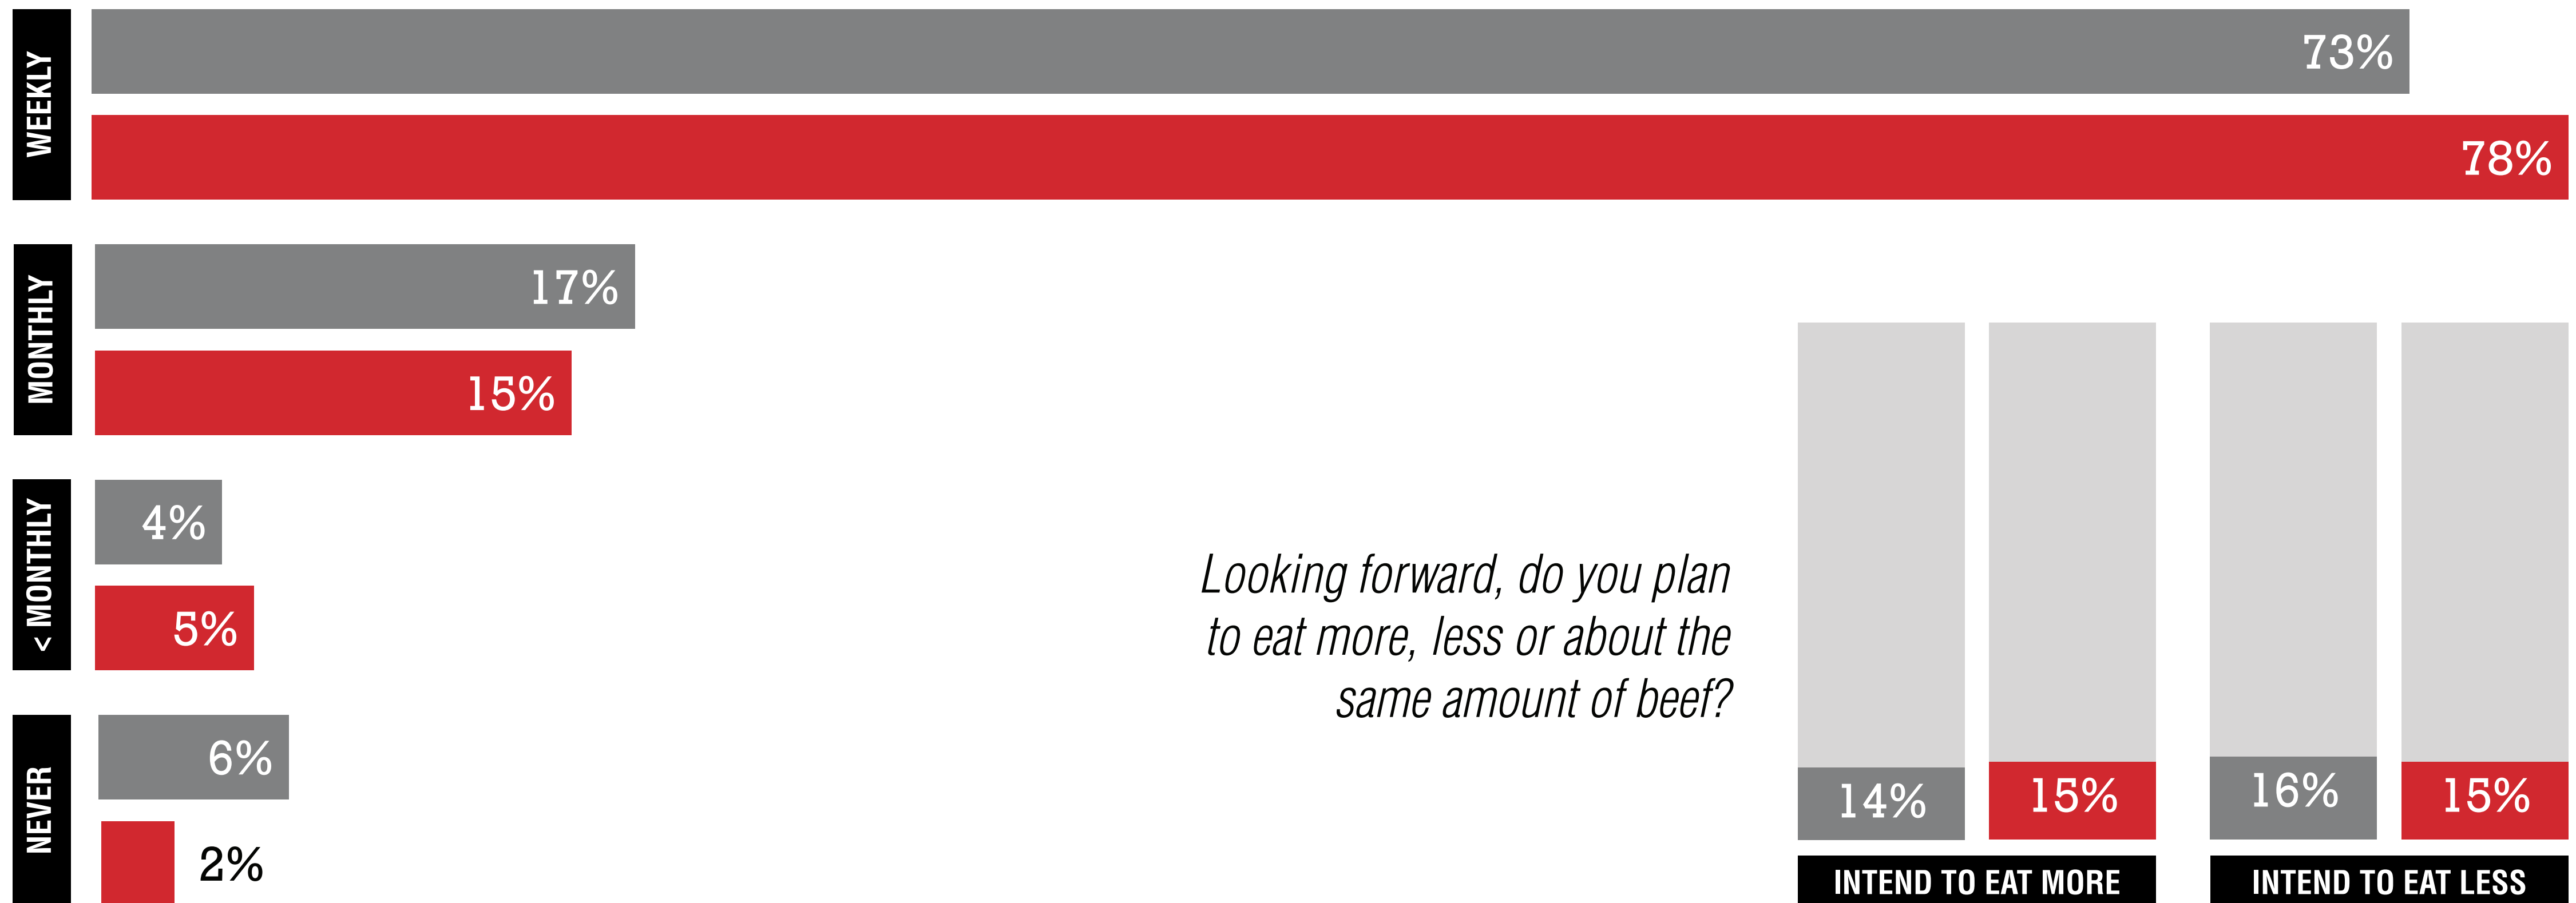 WEEKLY
73%
78%
MONTHLY
17%
15%
< MONTHLY
4%
5%
NEVER
6%
2%
Looking forward, do you plan
to eat more, less or about the
same amount of beef?
14%
15%
16%
15%
INTEND TO EAT MORE
INTEND TO EAT LESS